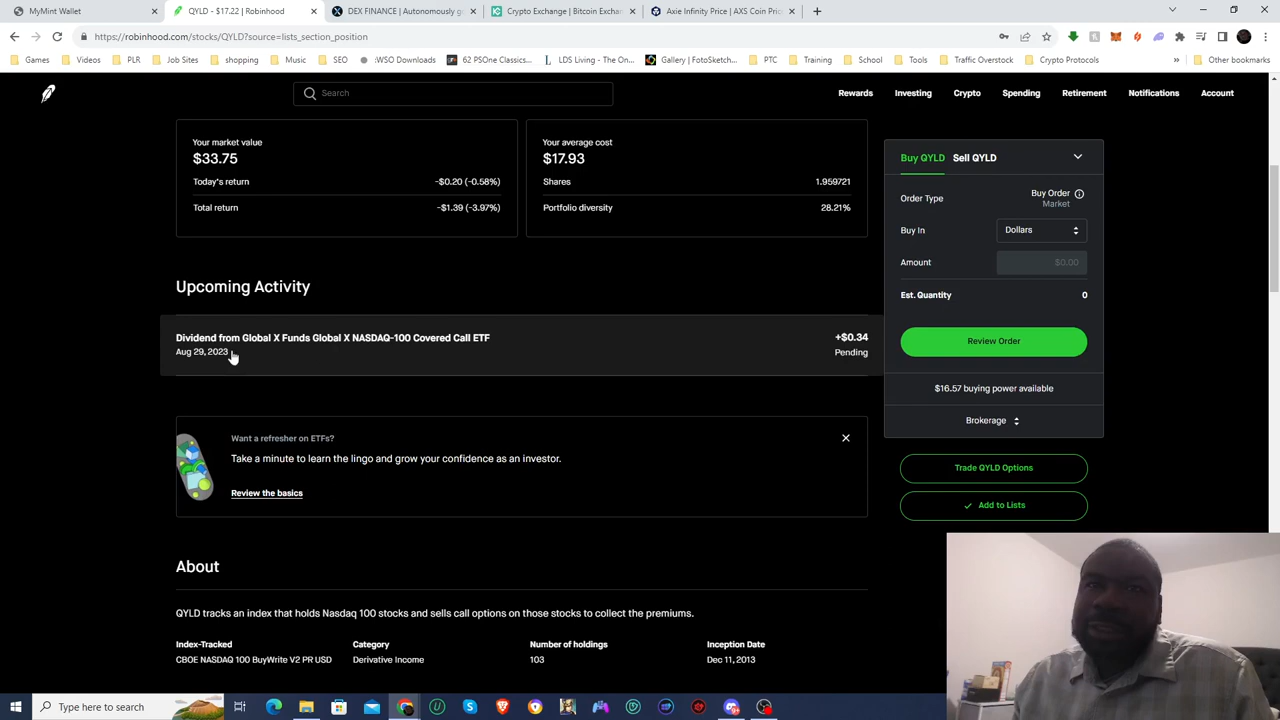 MyMint Wallet
QYLD - $17.22 | Robinhood
DEX FINANCE | Autonomously g
Crypto Exchange | Bitcoin Exchan
Axie Infinity Price | AXS Coin Pric
https://robinhood.com/stocks/QYLD?source=lists_section_position
Games
Videos
PLR
Job Sites
shopping
Music
SEO
:WSO Downloads
62 PSOne Classics...
LDS Living - The On...
Gallery | FotoSketch...
PTC
Training
School
Tools
Traffic Overstock
Crypto Protocols
»
Other bookmarks
Search
Rewards
Investing
Crypto
Spending
Retirement
Notifications
Account
Your market value
$33.75
Today's return -$0.20 (-0.58%)
Total return -$1.39 (-3.97%)
Your average cost
$17.93
Shares 1.959721
Portfolio diversity 28.21%
Buy QYLD Sell QYLD
Order Type
Buy Order
Market
Buy In Dollars
Amount $0.00
Est. Quantity 0
Review Order
$16.57 buying power available
Brokerage
Trade QYLD Options
Add to Lists
Upcoming Activity
Dividend from Global X Funds Global X NASDAQ-100 Covered Call ETF +$0.34
Aug 29, 2023 Pending
Want a refresher on ETFs?
Take a minute to learn the lingo and grow your confidence as an investor.
Review the basics
About
QYLD tracks an index that holds Nasdaq 100 stocks and sells call options on those stocks to collect the premiums.
Index-Tracked Category Number of holdings Inception Date
CBOE NASDAQ 100 BuyWrite V2 PR USD Derivative Income 103 Dec 11, 2013
Type here to search